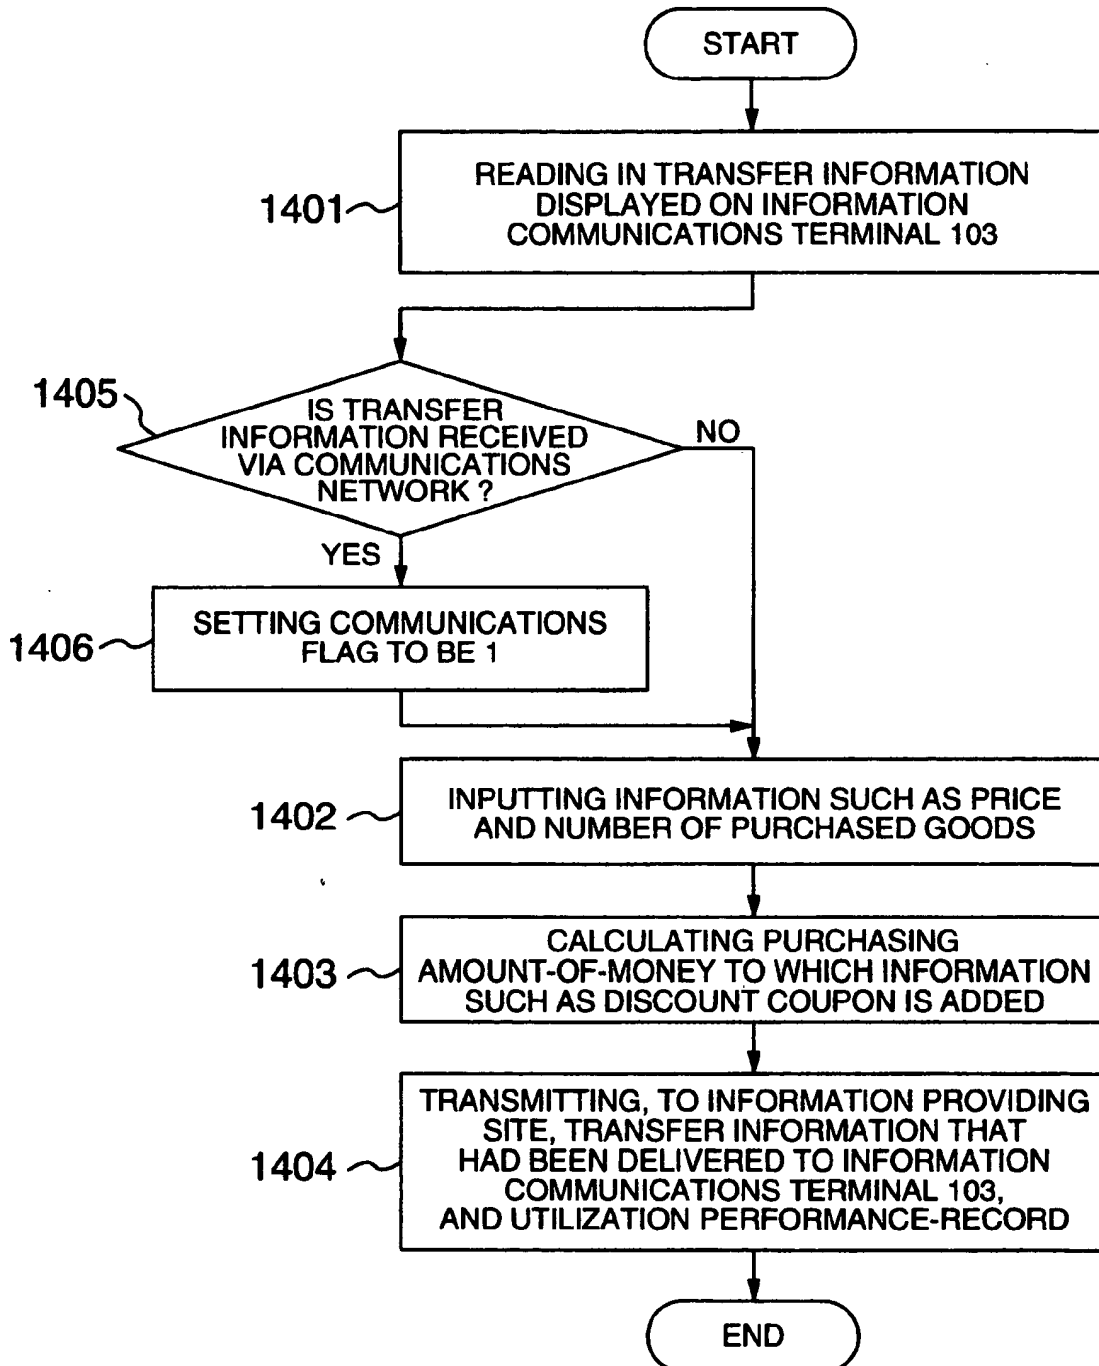 START
1401
READING IN TRANSFER INFORMATION
DISPLAYED ON INFORMATION
COMMUNICATIONS TERMINAL 103
1405
IS TRANSFER
INFORMATION RECEIVED
VIA COMMUNICATIONS
NETWORK ?
NO
YES
1406
SETTING COMMUNICATIONS
FLAG TO BE 1
1402
INPUTTING INFORMATION SUCH AS PRICE
AND NUMBER OF PURCHASED GOODS
1403
CALCULATING PURCHASING
AMOUNT-OF-MONEY TO WHICH INFORMATION
SUCH AS DISCOUNT COUPON IS ADDED
1404
TRANSMITTING, TO INFORMATION PROVIDING
SITE, TRANSFER INFORMATION THAT
HAD BEEN DELIVERED TO INFORMATION
COMMUNICATIONS TERMINAL 103,
AND UTILIZATION PERFORMANCE-RECORD
END